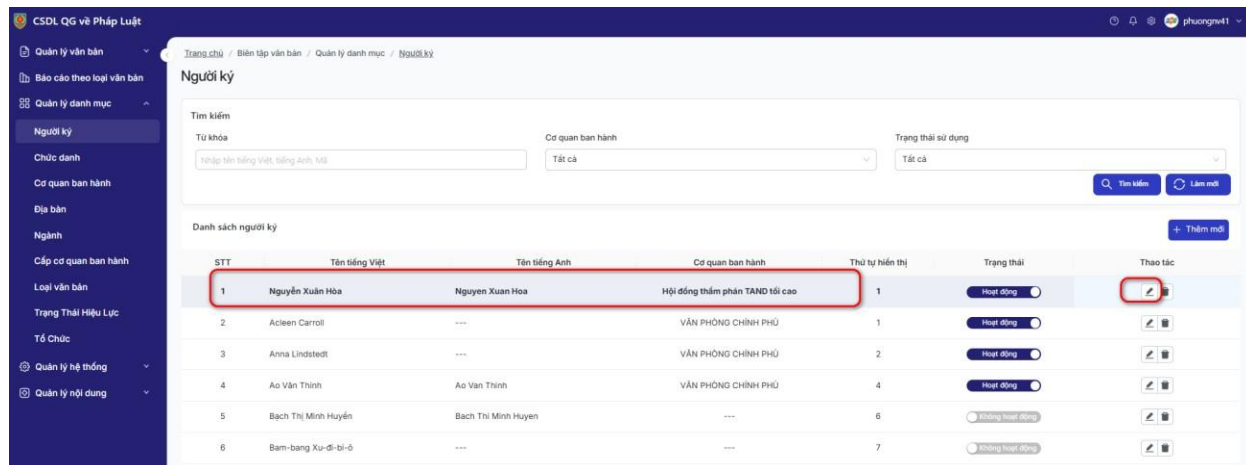 CSDL QG về Pháp Luật
phuongnv41
Quản lý văn bản
Báo cáo theo loại văn bản
Quản lý danh mục
Người ký
Chức danh
Cơ quan ban hành
Địa bàn
Ngành
Cấp cơ quan ban hành
Loại văn bản
Trạng Thái Hiệu Lực
Tổ Chức
Quản lý hệ thống
Quản lý nội dung
Trang chủ / Biên tập văn bản / Quản lý danh mục / Người ký
Người ký
Tìm kiếm
Từ khóa Cơ quan ban hành Trạng thái sử dụng
Nhập tên tiếng Việt, tiếng Anh, Mã Tất cả Tất cả
Tìm kiếm Làm mới
Danh sách người ký + Thêm mới
STT Tên tiếng Việt Tên tiếng Anh Cơ quan ban hành Thứ tự hiển thị Trạng thái Thao tác
1 Nguyễn Xuân Hòa Nguyen Xuan Hoa Hội đồng thẩm phán TAND tối cao 1 Hoạt động
2 Acleen Carroll --- VĂN PHÒNG CHÍNH PHỦ 1 Hoạt động
3 Anna Lindstedt --- VĂN PHÒNG CHÍNH PHỦ 2 Hoạt động
4 Ao Văn Thinh Ao Van Thinh VĂN PHÒNG CHÍNH PHỦ 4 Hoạt động
5 Bạch Thị Minh Huyền Bach Thi Minh Huyen --- 6 Không hoạt động
6 Bam-bang Xu-đi-bi-ô --- --- 7 Không hoạt động